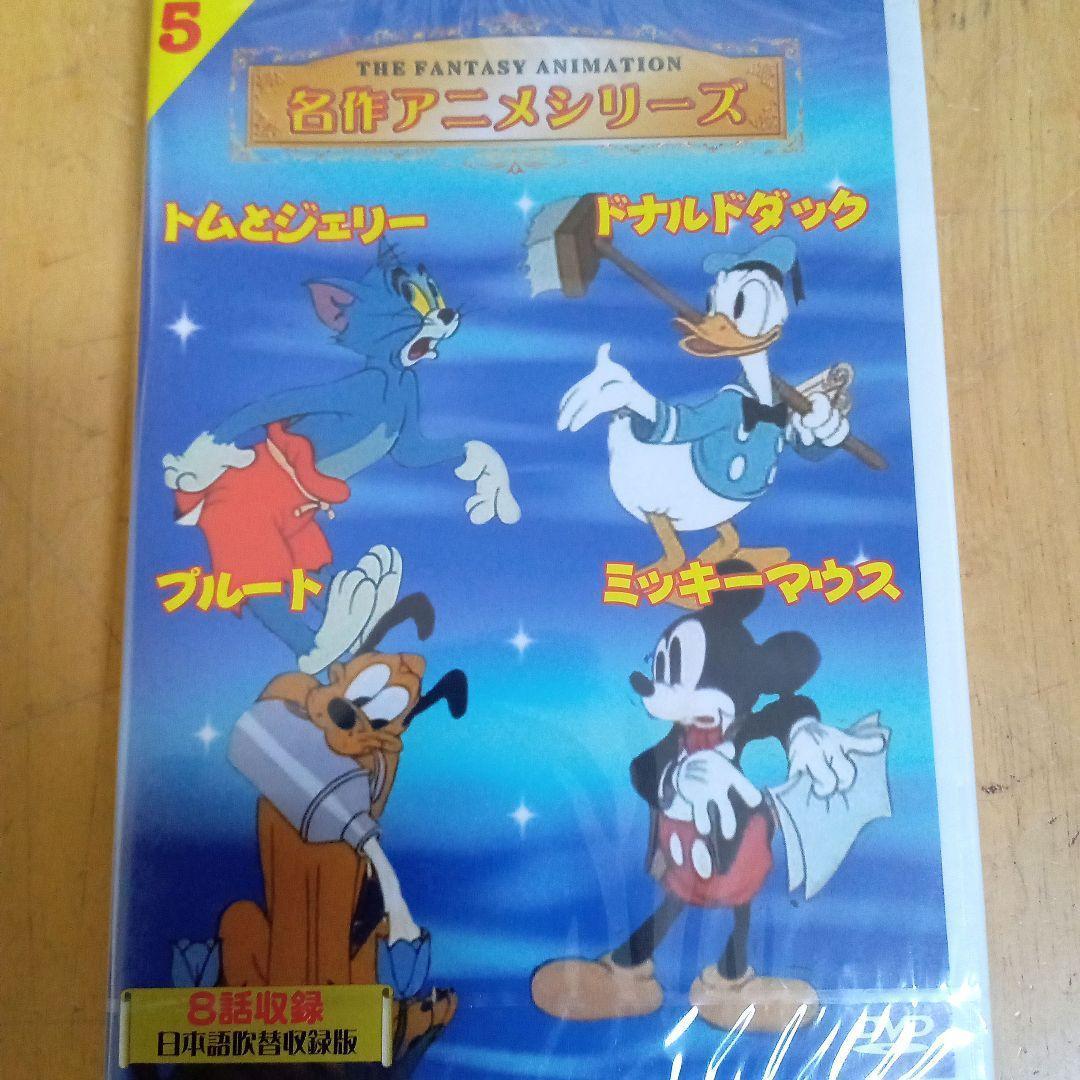 5
THE FANTASY ANIMATION
名作アニメシリーズ
トムとジェリー
ドナルドダック
プルート
ミッキーマウス
8話収録
日本語吹替収録版
DVD